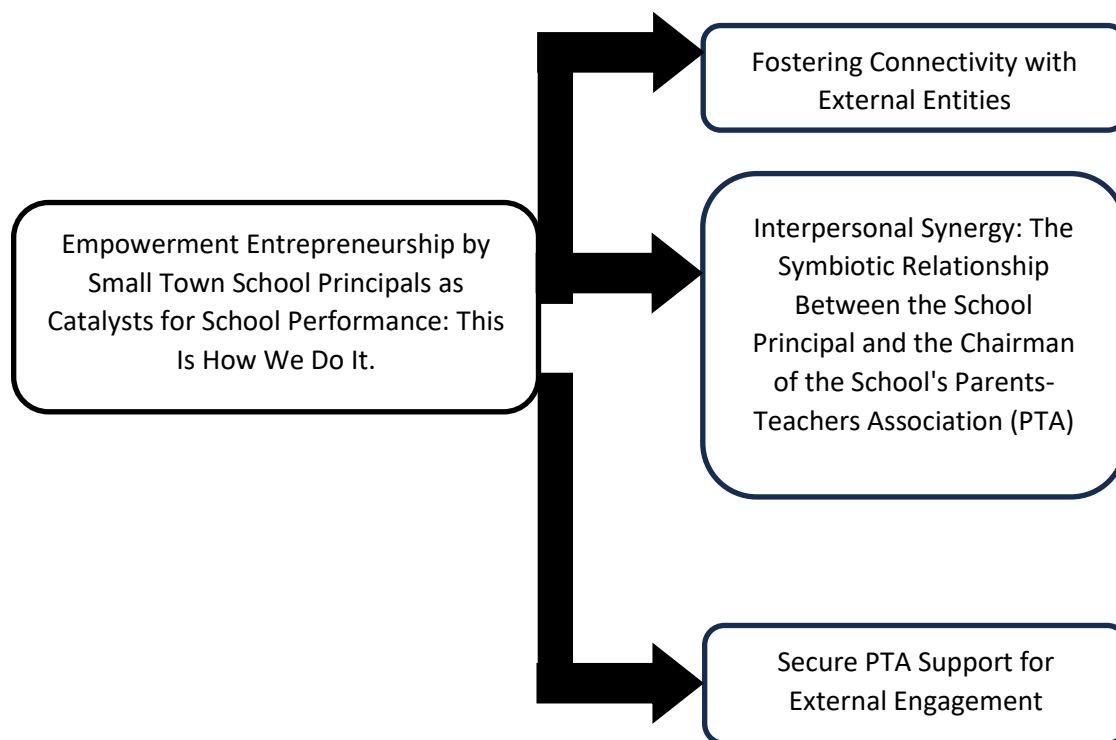 Empowerment Entrepreneurship by
Small Town School Principals as
Catalysts for School Performance: This
Is How We Do It.
Fostering Connectivity with
External Entities
Interpersonal Synergy: The
Symbiotic Relationship
Between the School
Principal and the Chairman
of the School's Parents-
Teachers Association (PTA)
Secure PTA Support for
External Engagement